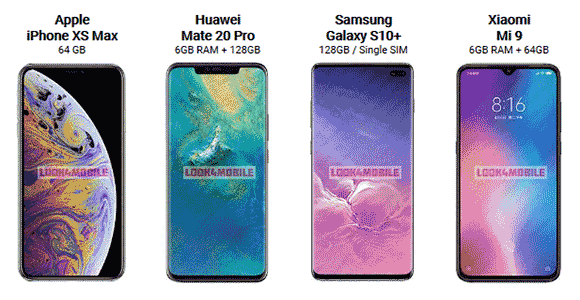 Apple
iPhone XS Max
64 GB
Huawei
Mate 20 Pro
6GB RAM + 128GB
Samsung
Galaxy S10+
128GB / Single SIM
Xiaomi
Mi 9
6GB RAM + 64GB
LOOK4MOBILE
LOOK4MOBILE
LOOK4MOBILE
8:16
LOOK4MOBILE